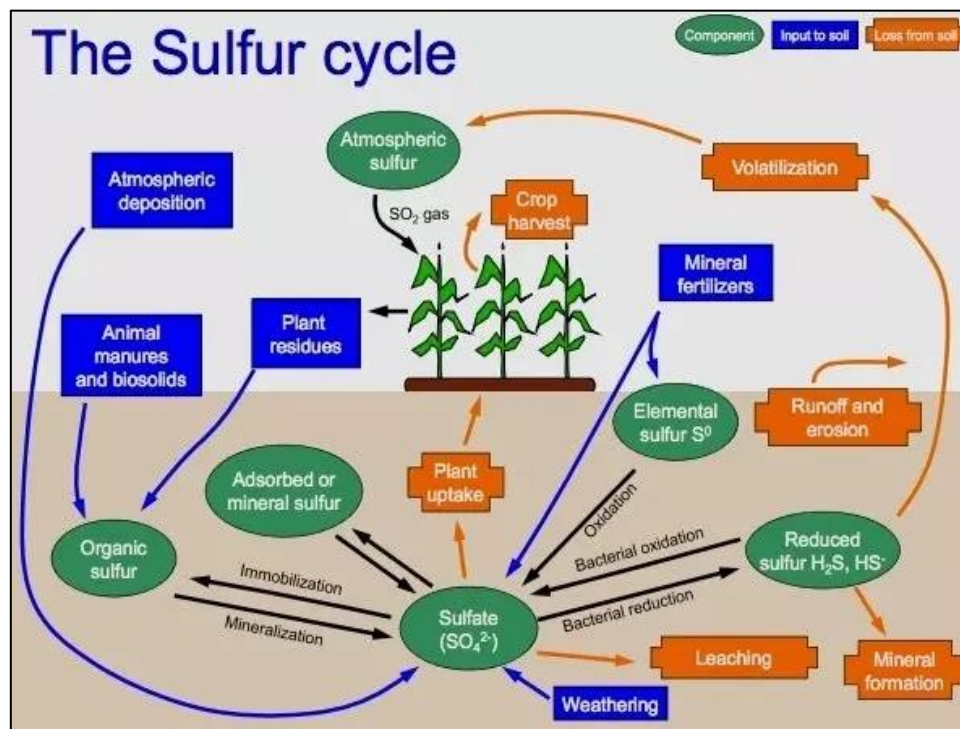 The Sulfur cycle
Component
Input to soil
Loss from soil
Atmospheric
sulfur
Volatilization
Atmospheric
deposition
Crop
harvest
SO₂ gas
Mineral
fertilizers
Animal
manures
and biosolids
Plant
residues
Elemental
sulfur S⁰
Runoff and
erosion
Adsorbed or
mineral sulfur
Plant
uptake
Oxidation
Organic
sulfur
Bacterial oxidation
Reduced
sulfur H₂S, HS⁻
Immobilization
Mineralization
Sulfate
(SO₄²⁻)
Bacterial reduction
Leaching
Mineral
formation
Weathering